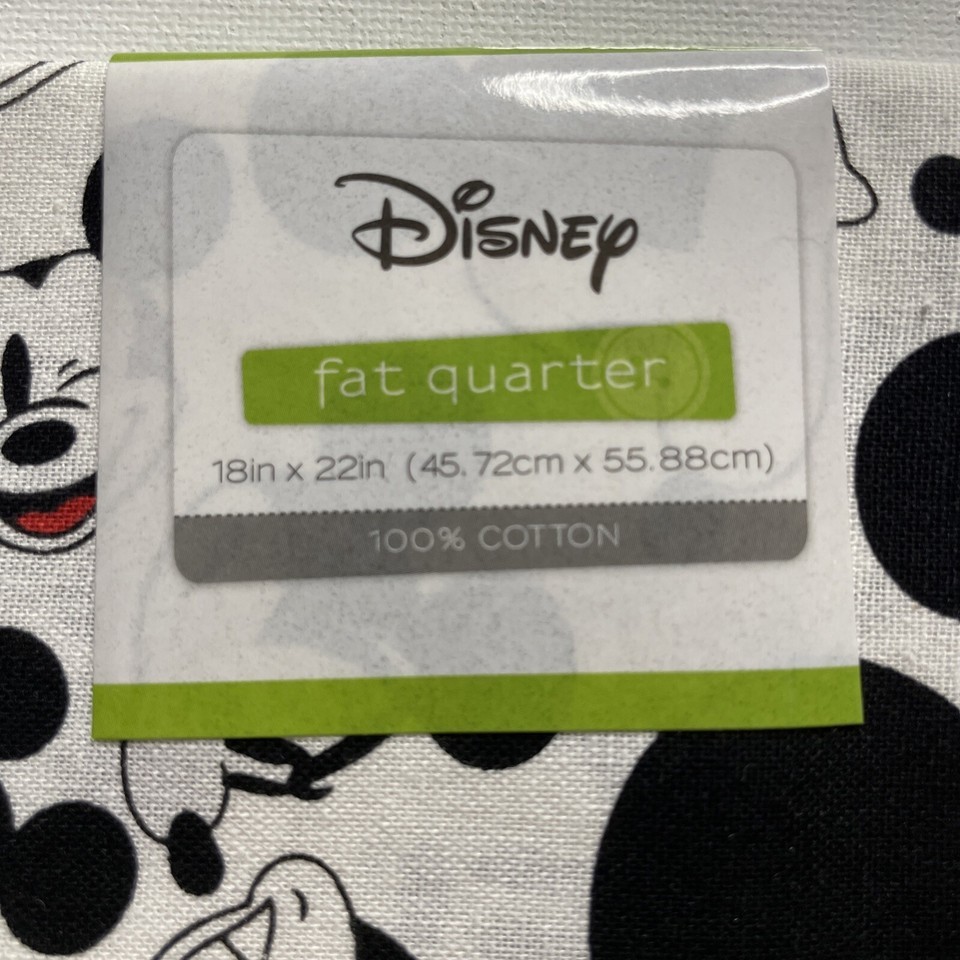 Disney
fat quarter
18in x 22in (45.72cm x 55.88cm)
100% COTTON